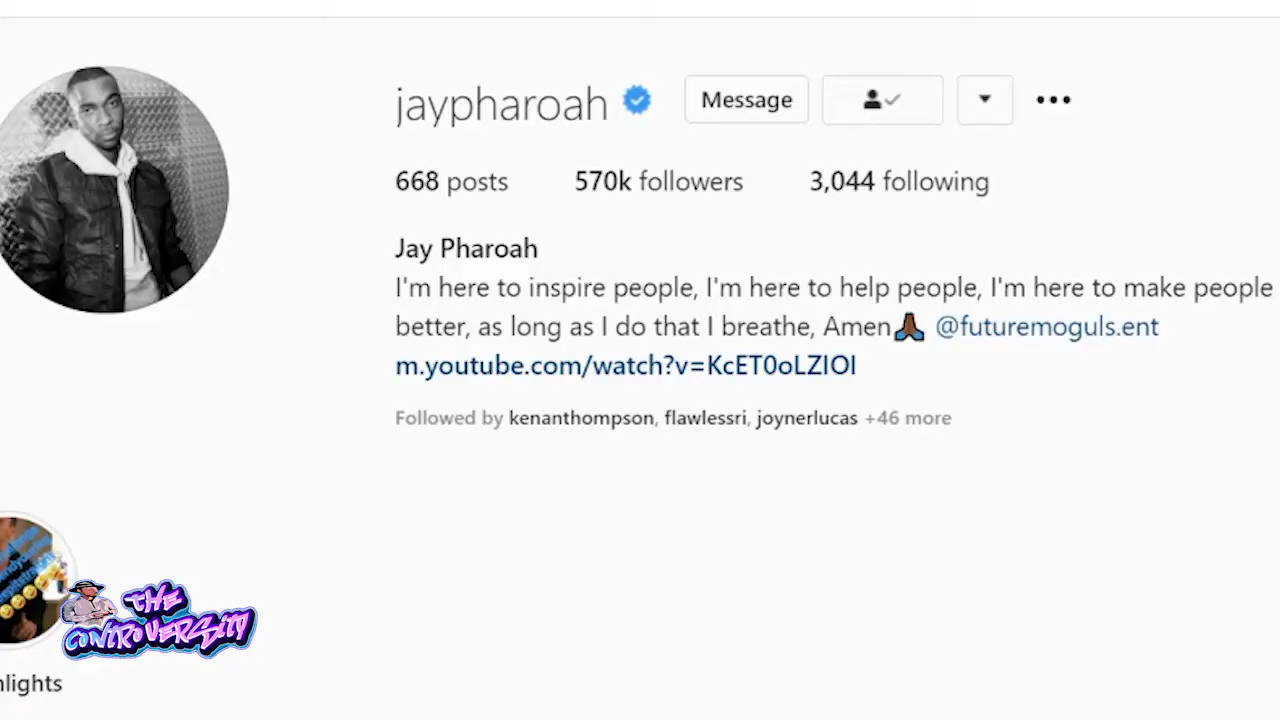 jaypharoah
Message
668 posts 570k followers 3,044 following
Jay Pharoah
I'm here to inspire people, I'm here to help people, I'm here to make people
better, as long as I do that I breathe, Amen🙏🏾 @futuremoguls.ent
m.youtube.com/watch?v=KcET0oLZIOI
Followed by kenanthompson, flawlessri, joynerlucas +46 more
THE
CONTROVERSITY
lights